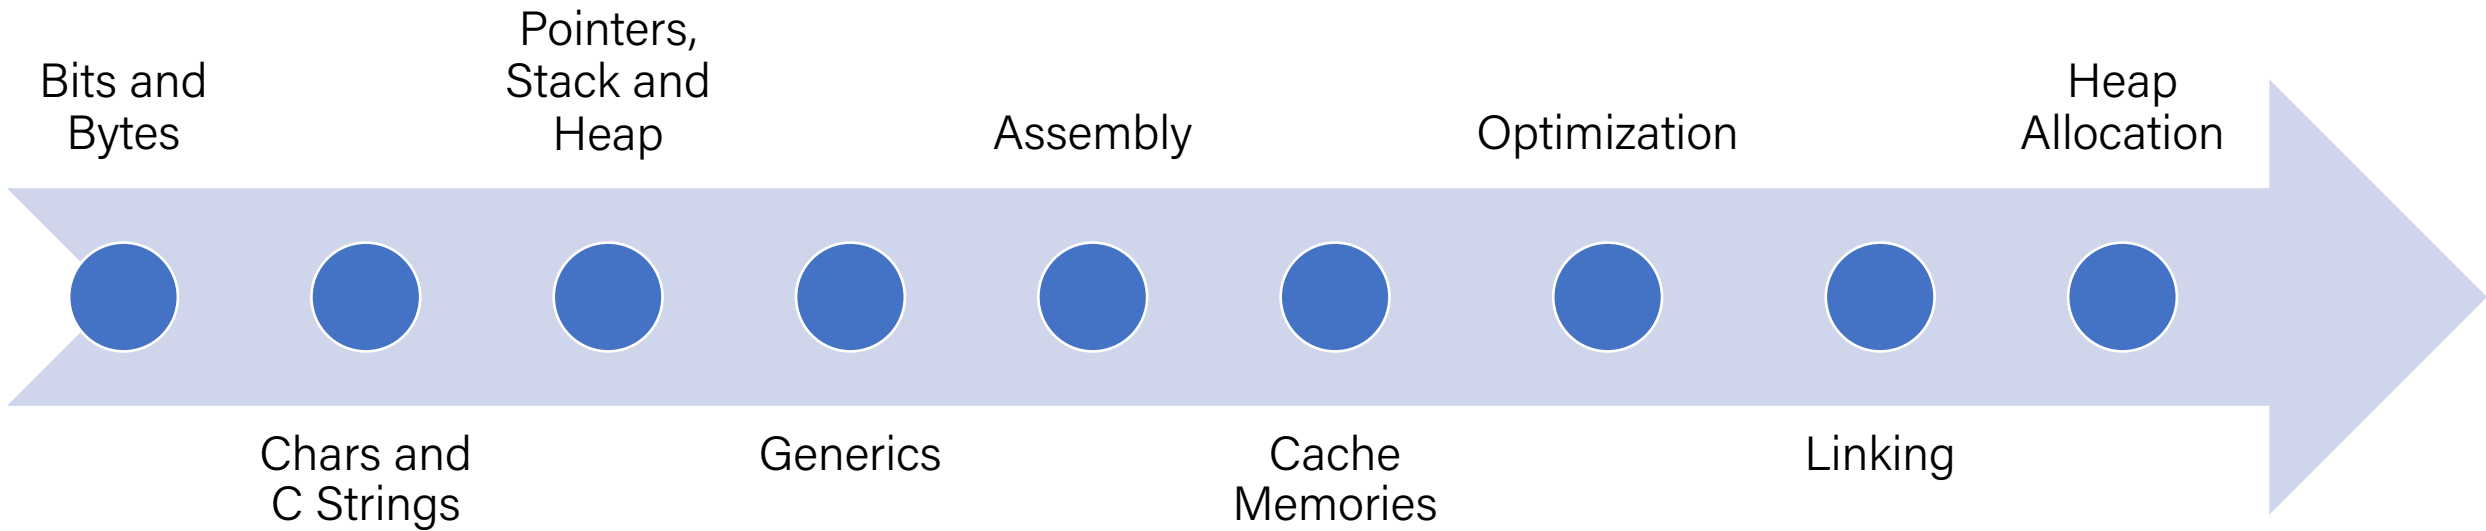 Bits and
Bytes
Chars and
C Strings
Pointers,
Stack and
Heap
Generics
Assembly
Cache
Memories
Optimization
Linking
Heap
Allocation